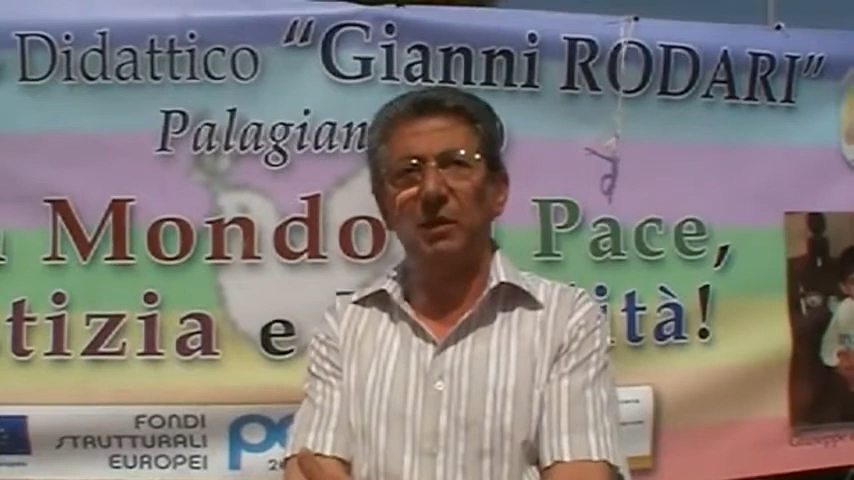 Didattico "Gianni RODARI"
Palagian
Mondo Pace,
tizia e ità!
FONDI
STRUTTURALI
EUROPEI